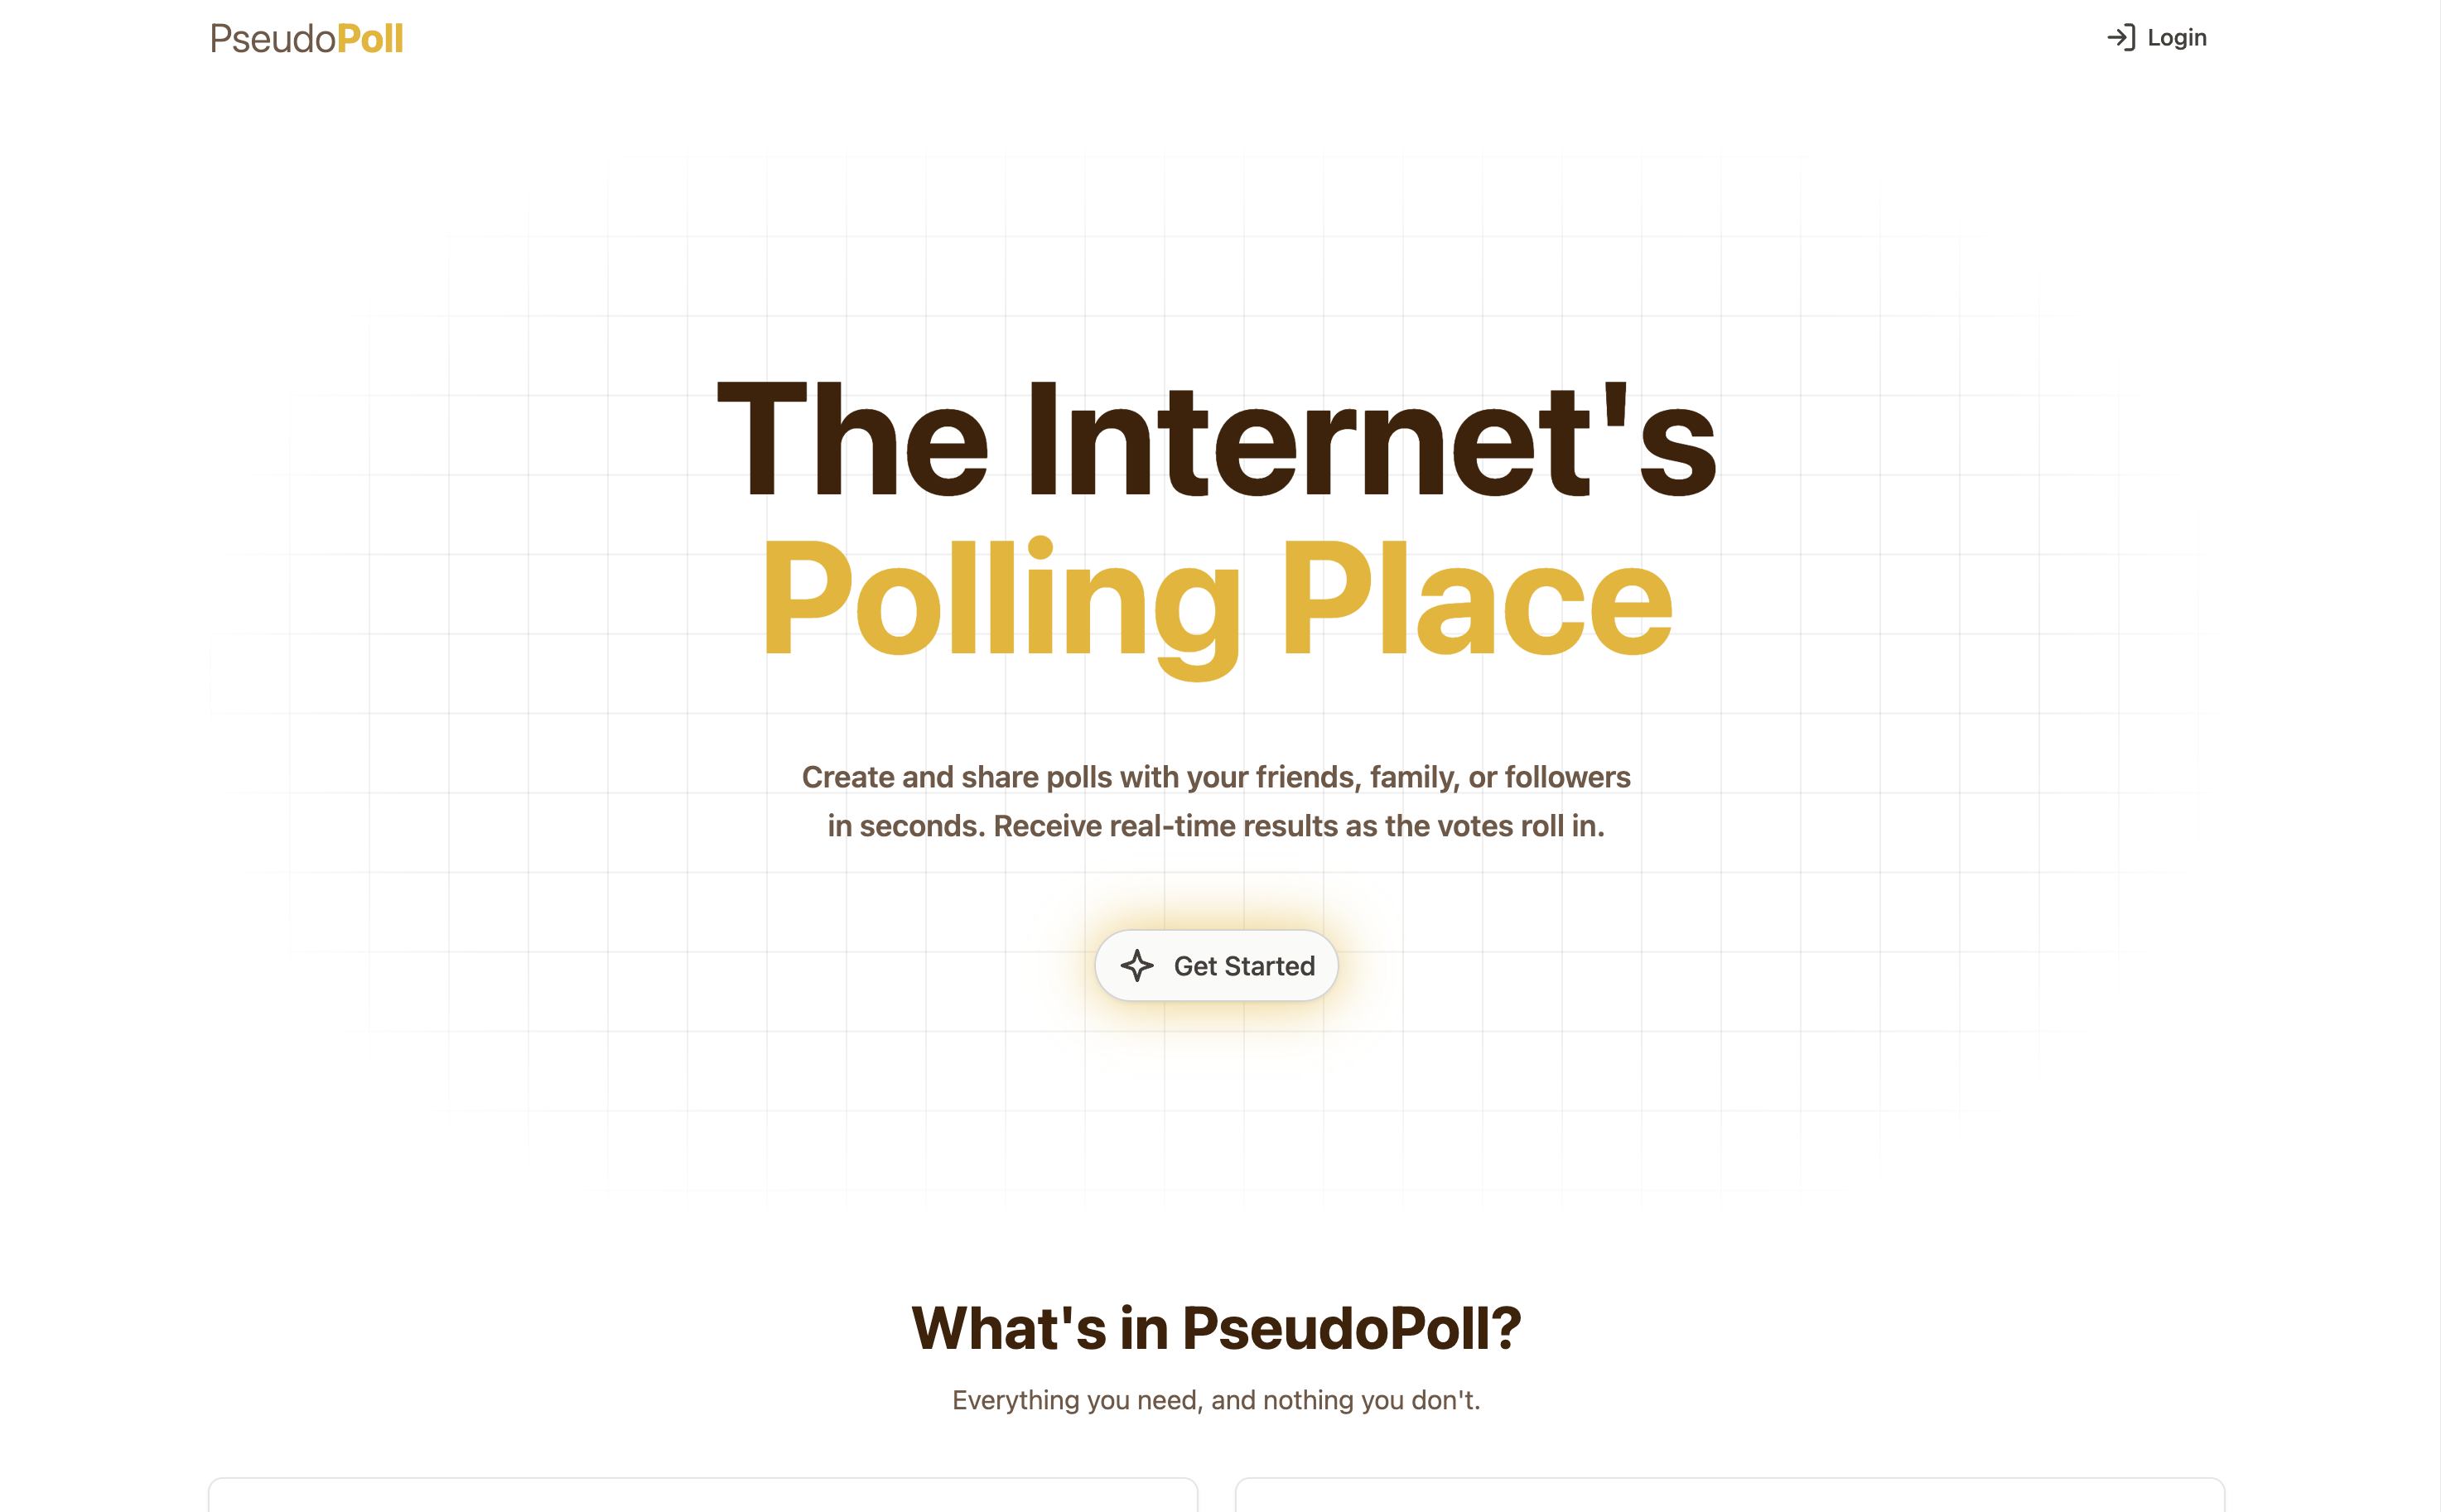 PseudoPoll
Login
The Internet's
Polling Place
Create and share polls with your friends, family, or followers
in seconds. Receive real-time results as the votes roll in.
Get Started
What's in PseudoPoll?
Everything you need, and nothing you don't.